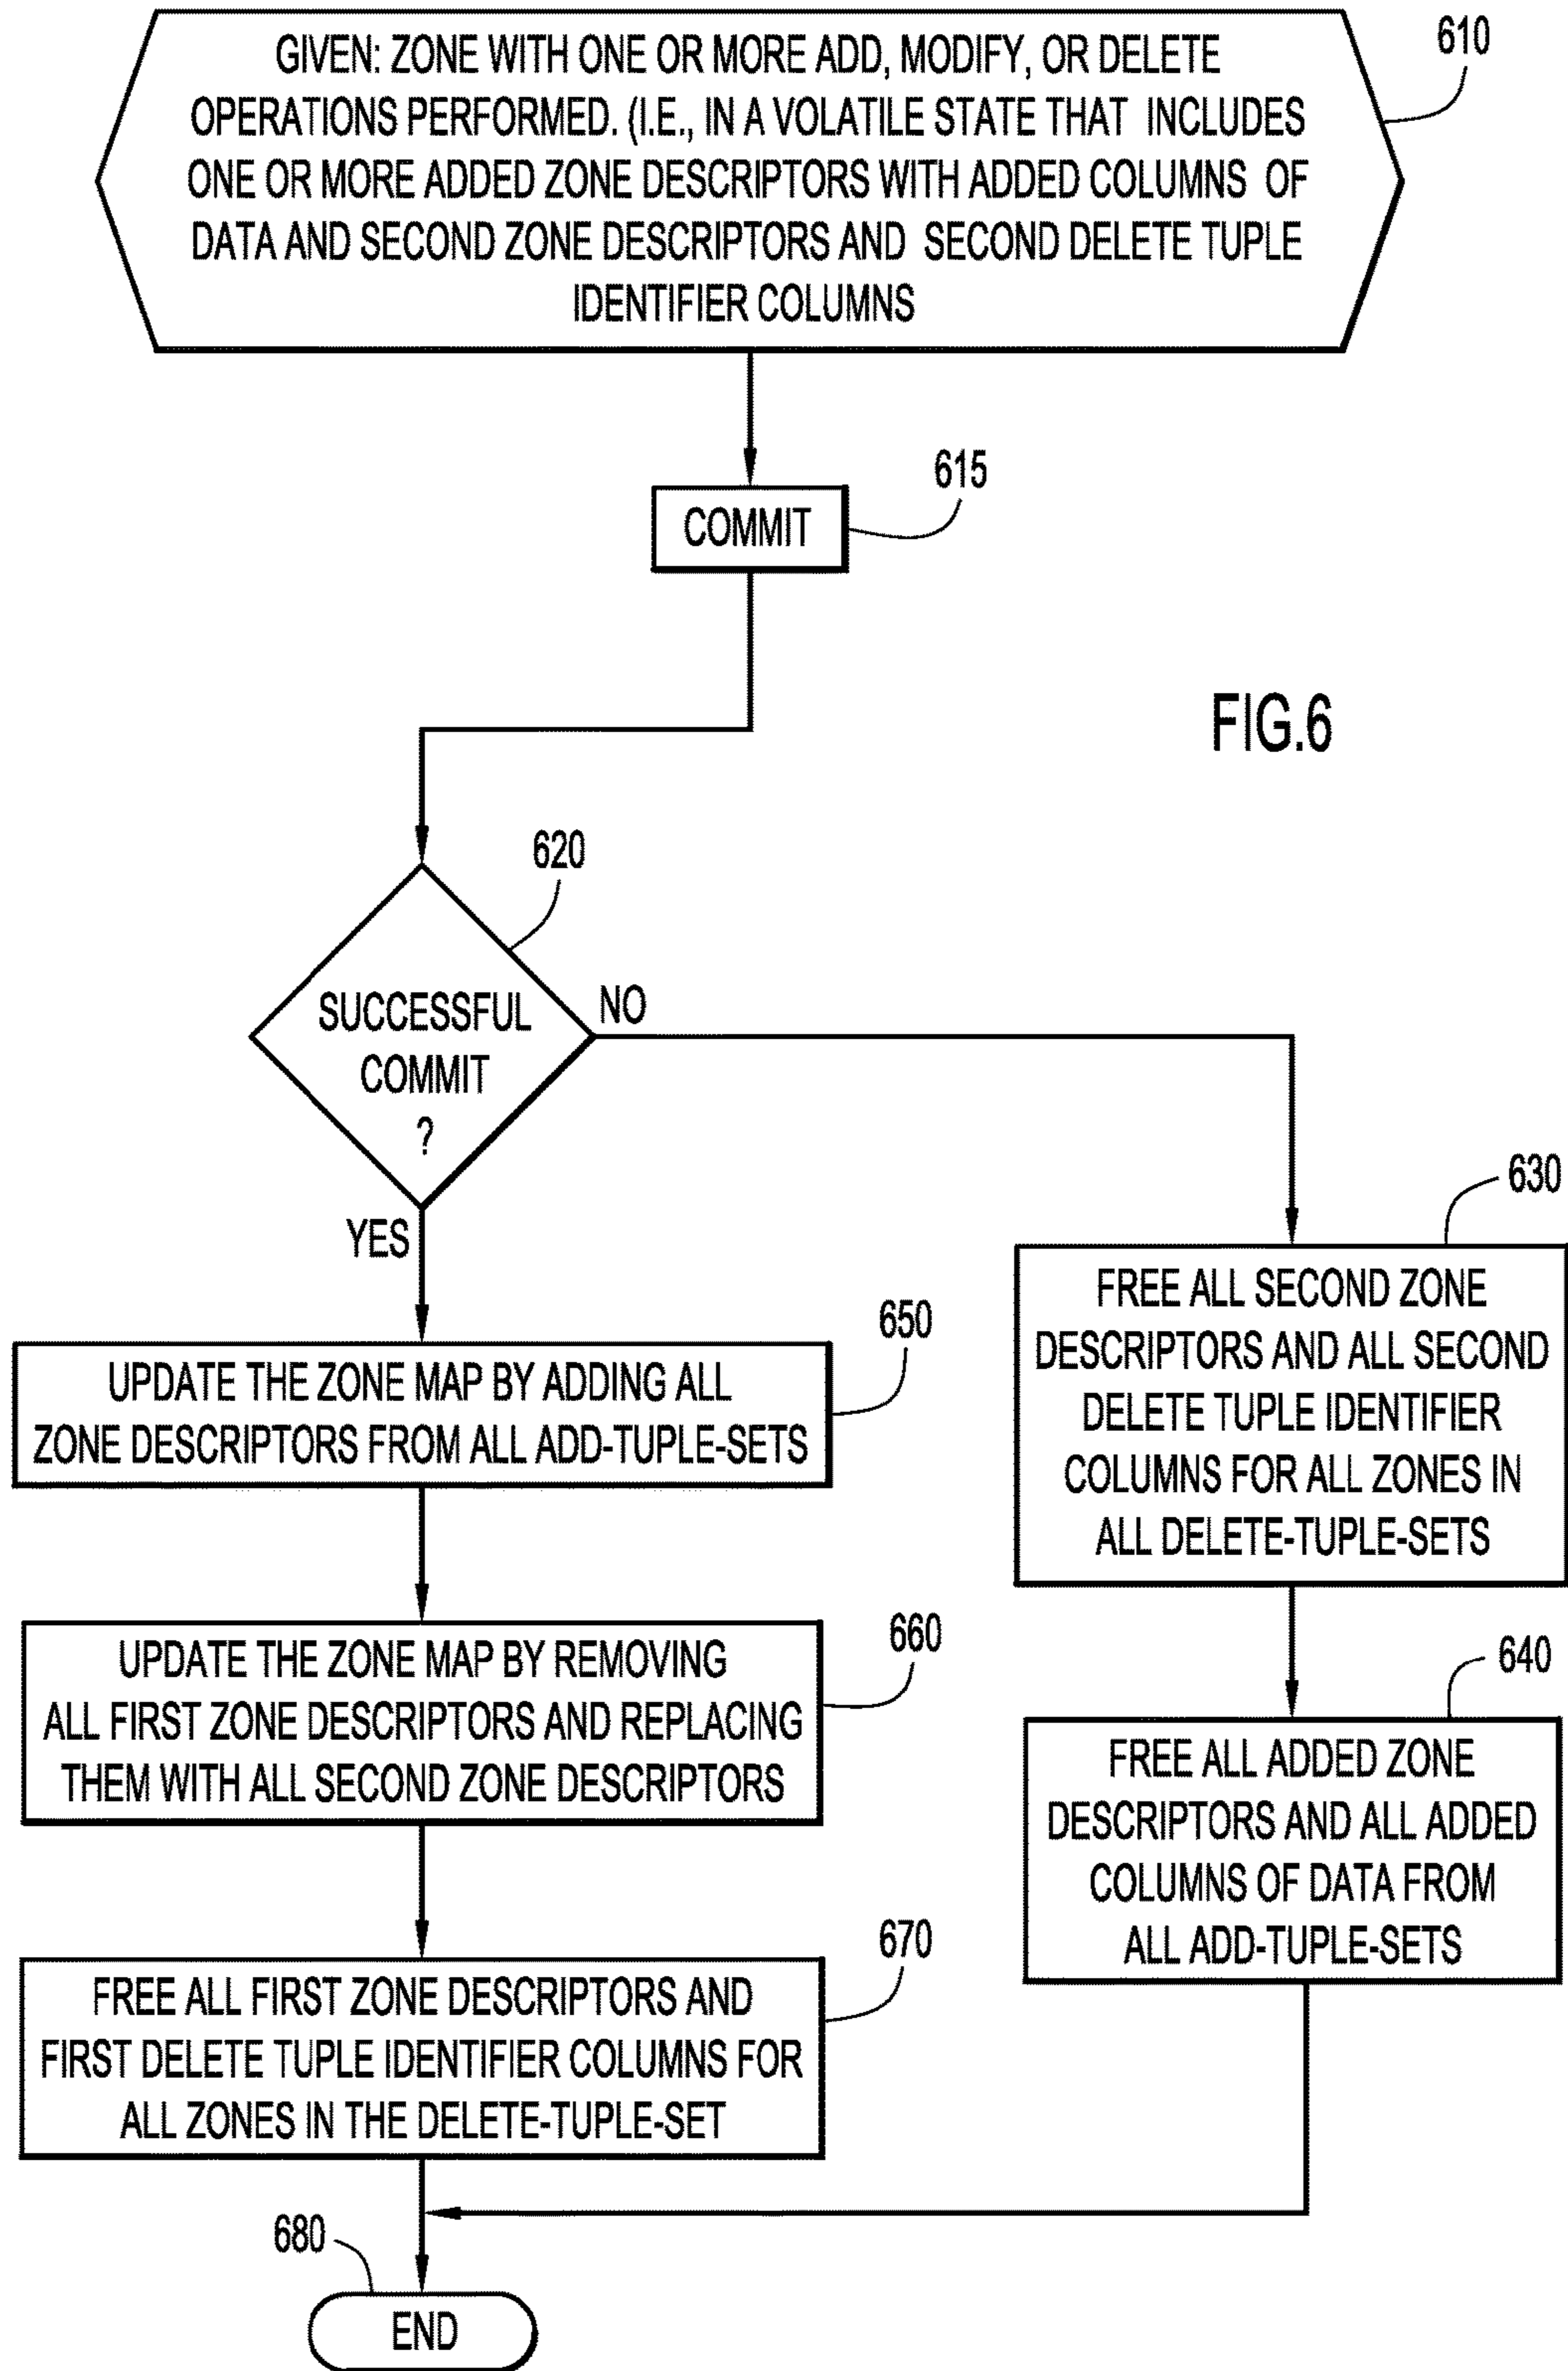 GIVEN: ZONE WITH ONE OR MORE ADD, MODIFY, OR DELETE
OPERATIONS PERFORMED. (I.E., IN A VOLATILE STATE THAT INCLUDES
ONE OR MORE ADDED ZONE DESCRIPTORS WITH ADDED COLUMNS OF
DATA AND SECOND ZONE DESCRIPTORS AND SECOND DELETE TUPLE
IDENTIFIER COLUMNS
610
COMMIT
615
FIG.6
620
SUCCESSFUL
COMMIT
?
NO
YES
630
FREE ALL SECOND ZONE
DESCRIPTORS AND ALL SECOND
DELETE TUPLE IDENTIFIER
COLUMNS FOR ALL ZONES IN
ALL DELETE-TUPLE-SETS
650
UPDATE THE ZONE MAP BY ADDING ALL
ZONE DESCRIPTORS FROM ALL ADD-TUPLE-SETS
660
UPDATE THE ZONE MAP BY REMOVING
ALL FIRST ZONE DESCRIPTORS AND REPLACING
THEM WITH ALL SECOND ZONE DESCRIPTORS
640
FREE ALL ADDED ZONE
DESCRIPTORS AND ALL ADDED
COLUMNS OF DATA FROM
ALL ADD-TUPLE-SETS
670
FREE ALL FIRST ZONE DESCRIPTORS AND
FIRST DELETE TUPLE IDENTIFIER COLUMNS FOR
ALL ZONES IN THE DELETE-TUPLE-SET
680
END